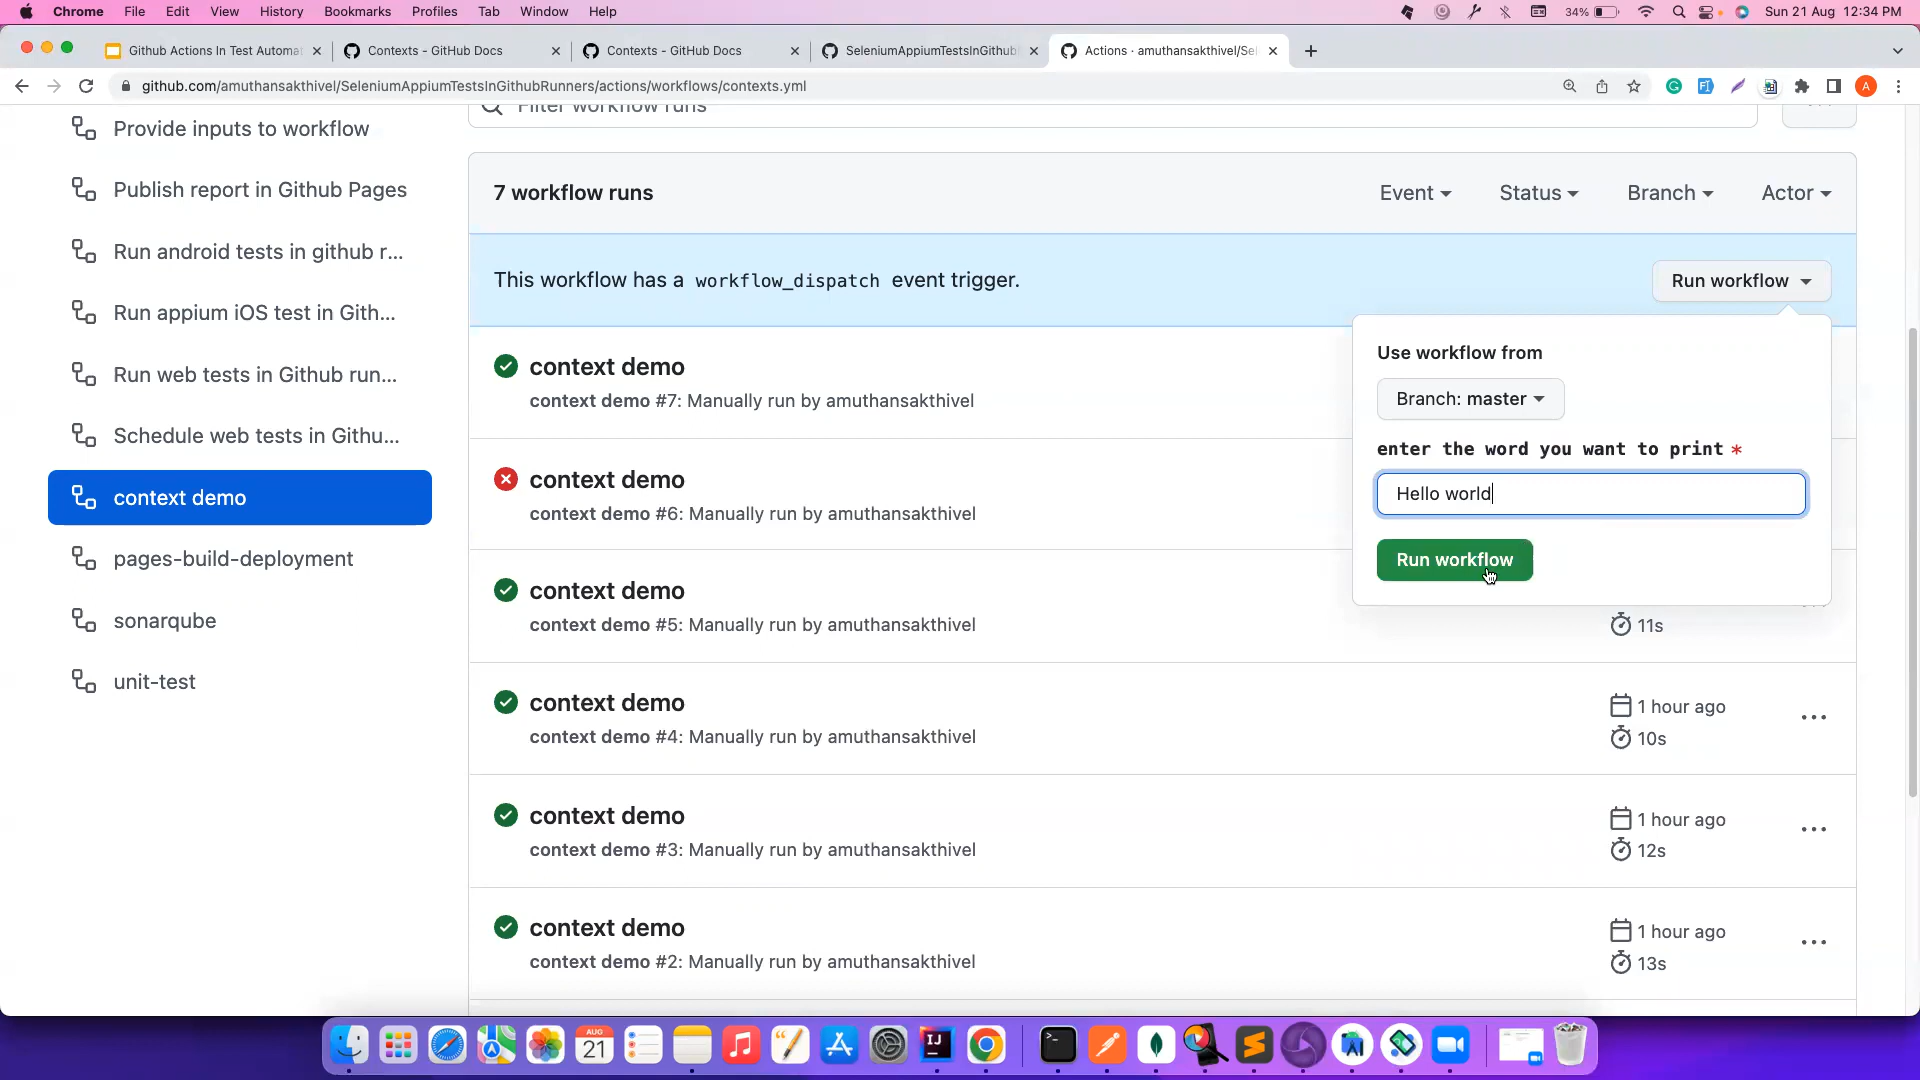 Chrome File Edit View History Bookmarks Profiles Tab Window Help 34% Sun 21 Aug 12:34 PM
Github Actions In Test Automa Contexts - GitHub Docs Contexts - GitHub Docs SeleniumAppiumTestsInGithub Actions · amuthansakthivel/Sel
github.com/amuthansakthivel/SeleniumAppiumTestsInGithubRunners/actions/workflows/contexts.yml A
Filter workflow runs
Provide inputs to workflow
Publish report in Github Pages
Run android tests in github r...
Run appium iOS test in Gith...
Run web tests in Github run...
Schedule web tests in Githu...
context demo
pages-build-deployment
sonarqube
unit-test
7 workflow runs
Event Status Branch Actor
This workflow has a workflow_dispatch event trigger.
Run workflow
Use workflow from
Branch: master
enter the word you want to print *
Hello world
Run workflow
context demo
context demo #7: Manually run by amuthansakthivel
context demo
context demo #6: Manually run by amuthansakthivel
context demo
context demo #5: Manually run by amuthansakthivel
11s
context demo
context demo #4: Manually run by amuthansakthivel
1 hour ago
10s
context demo
context demo #3: Manually run by amuthansakthivel
1 hour ago
12s
context demo
context demo #2: Manually run by amuthansakthivel
1 hour ago
13s
AUG
21
IJ